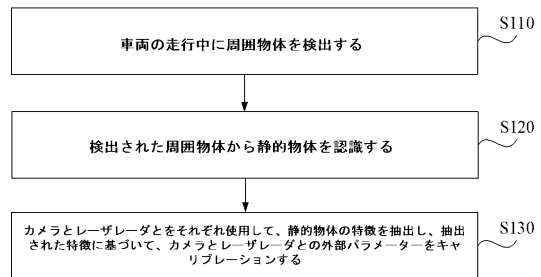 S110
車両の走行中に周囲物体を検出する
S120
検出された周囲物体から静的物体を認識する
S130
カメラとレーザレーダとをそれぞれ使用して、静的物体の特徴を抽出し、抽出
された特徴に基づいて、カメラとレーザレーダとの外部パラメーターをキャ
リブレーションする